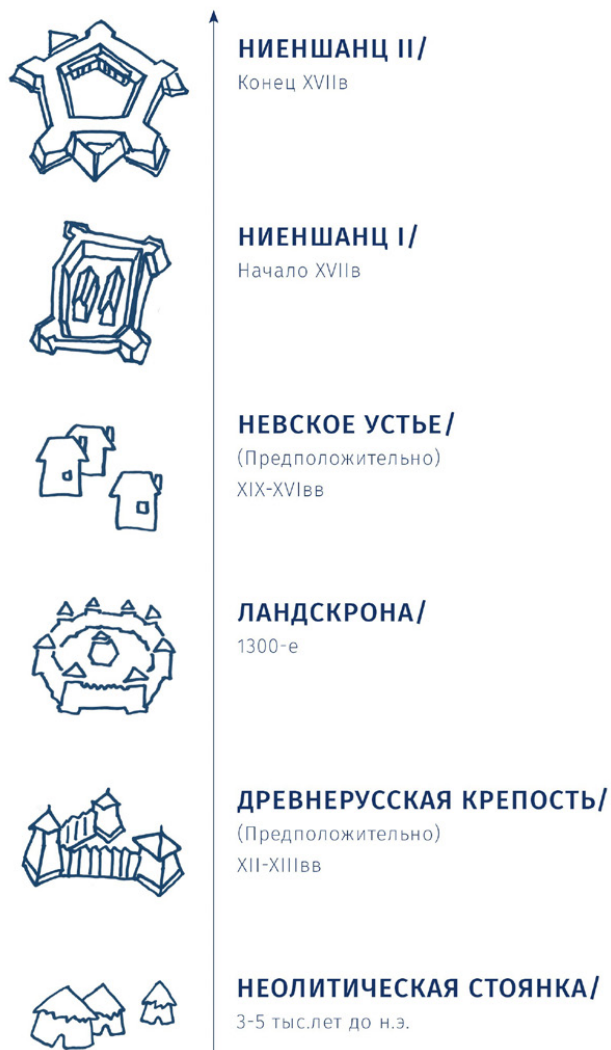 НИЕНШАНЦ II/
Конец XVIIв
НИЕНШАНЦ I/
Начало XVIIв
НЕВСКОЕ УСТЬЕ/
(Предположительно)
XIX-XVIвв
ЛАНДСКРОНА/
1300-е
ДРЕВНЕРУССКАЯ КРЕПОСТЬ/
(Предположительно)
XII-XIIIвв
НЕОЛИТИЧЕСКАЯ СТОЯНКА/
3-5 тыс.лет до н.э.